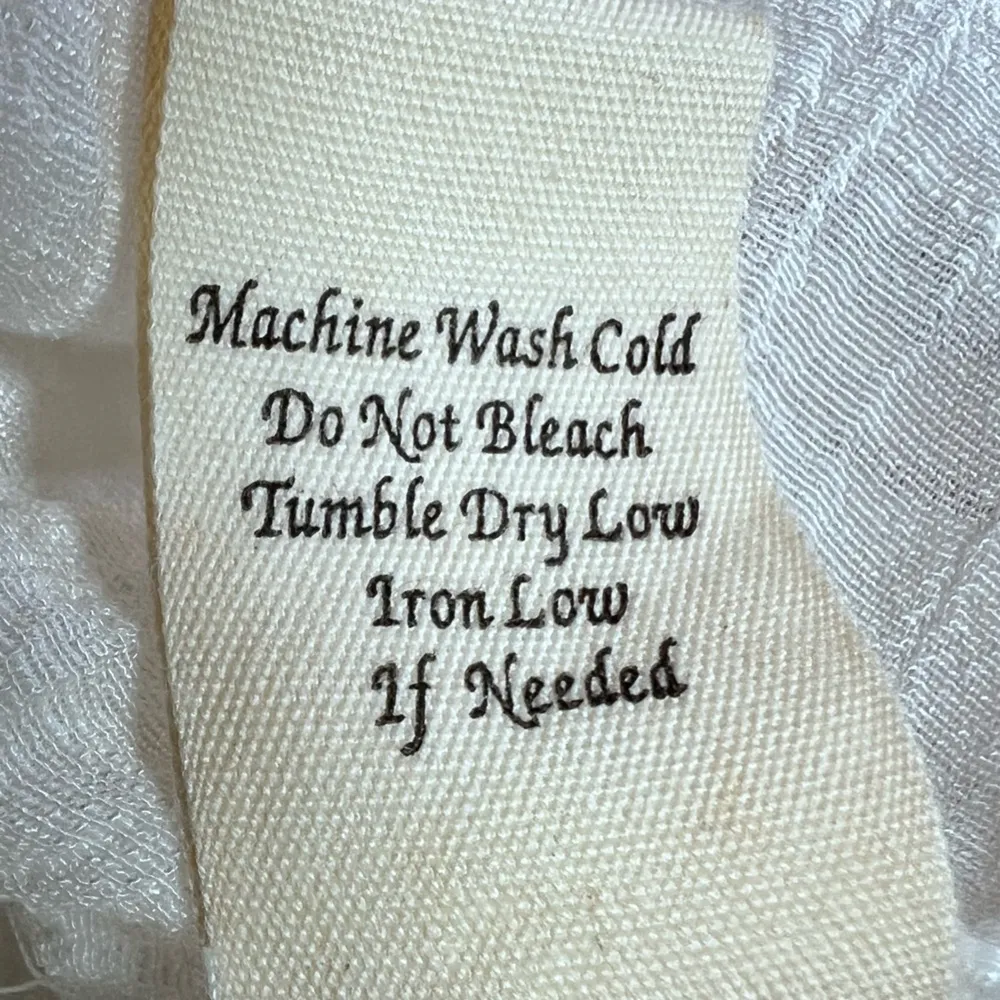 Machine Wash Cold
Do Not Bleach
Tumble Dry Low
Iron Low
If Needed